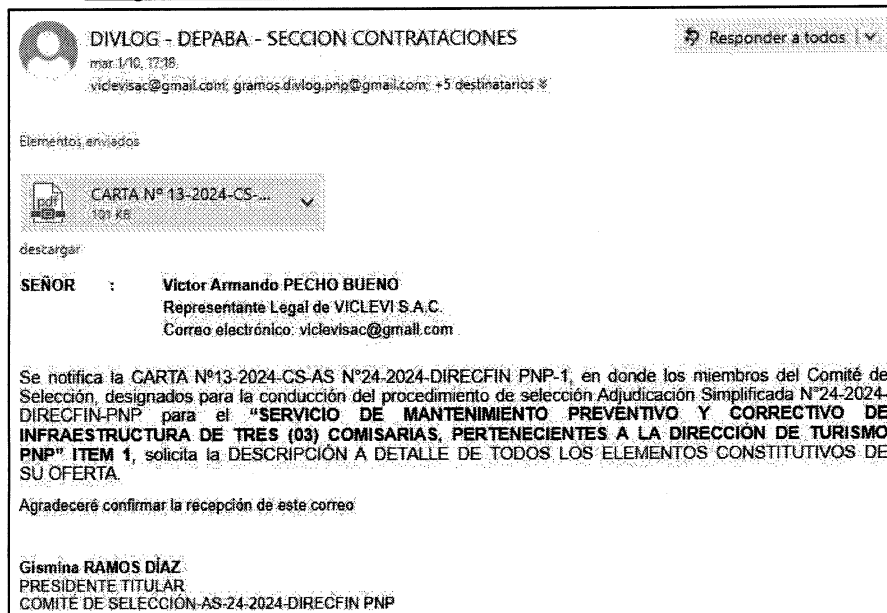 DIVLOG - DEPABA - SECCION CONTRATACIONES
Responder a todos
mar 1/10, 17:18
viclevisac@gmail.com; gramos.divlog.pnp@gmail.com; +5 destinatarios
Elementos enviados
pdf
CARTA Nº 13-2024-CS-...
101 KB
descargar
SEÑOR : Victor Armando PECHO BUENO
Representante Legal de VICLEVI S.A.C.
Correo electrónico: viclevisac@gmail.com
Se notifica la CARTA Nº13-2024-CS-AS N°24-2024-DIRECFIN PNP-1, en donde los miembros del Comité de
Selección, designados para la conducción del procedimiento de selección Adjudicación Simplificada N°24-2024-
DIRECFIN-PNP para el "SERVICIO DE MANTENIMIENTO PREVENTIVO Y CORRECTIVO DE
INFRAESTRUCTURA DE TRES (03) COMISARIAS, PERTENECIENTES A LA DIRECCIÓN DE TURISMO
PNP" ITEM 1, solicita la DESCRIPCIÓN A DETALLE DE TODOS LOS ELEMENTOS CONSTITUTIVOS DE
SU OFERTA.
Agradeceré confirmar la recepción de este correo
Gismina RAMOS DÍAZ
PRESIDENTE TITULAR
COMITÉ DE SELECCIÓN-AS-24-2024-DIRECFIN PNP